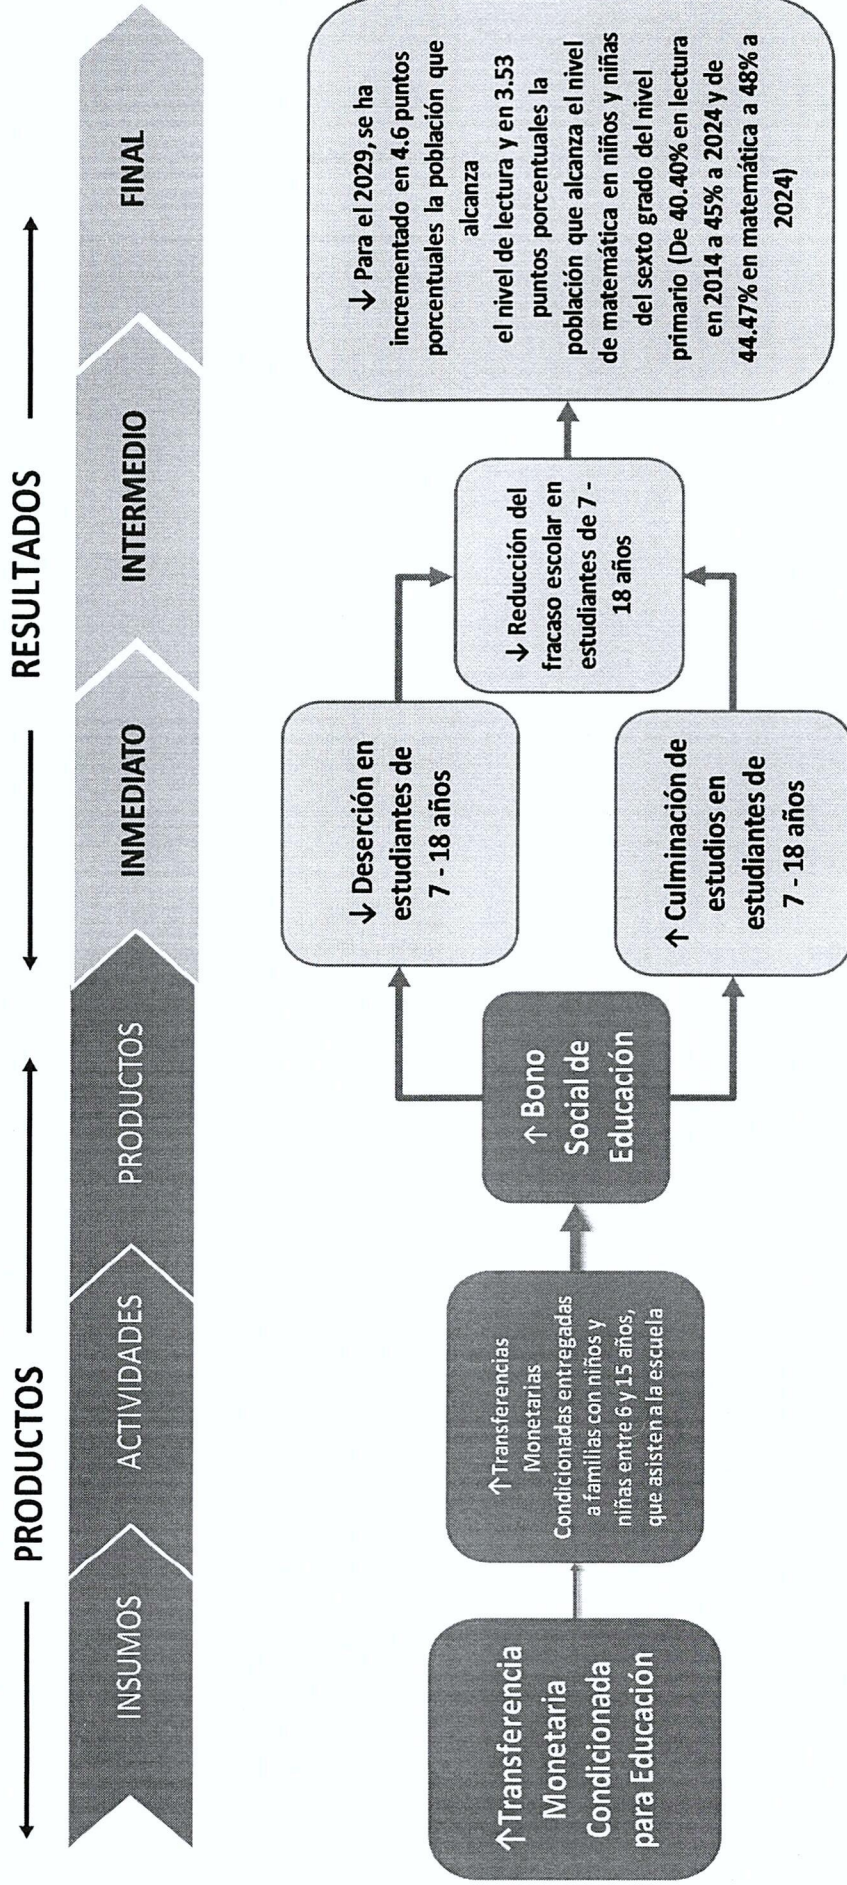 PRODUCTOS
RESULTADOS
INSUMOS
ACTIVIDADES
PRODUCTOS
INMEDIATO
INTERMEDIO
FINAL
↑Transferencia
Monetaria
Condicionada
para Educación
↑Transferencias
Monetarias
Condicionadas entregadas
a familias con niños y
niñas entre 6 y 15 años,
que asisten a la escuela
↑ Bono
Social de
Educación
↓ Deserción en
estudiantes de
7 - 18 años
↑ Culminación de
estudios en
estudiantes de
7 - 18 años
↓ Reducción del
fracaso escolar en
estudiantes de 7 -
18 años
↓ Para el 2029, se ha
incrementado en 4.6 puntos
porcentuales la población que
alcanza
el nivel de lectura y en 3.53
puntos porcentuales la
población que alcanza el nivel
de matemática en niños y niñas
del sexto grado del nivel
primario (De 40.40% en lectura
en 2014 a 45% a 2024 y de
44.47% en matemática a 48% a
2024)